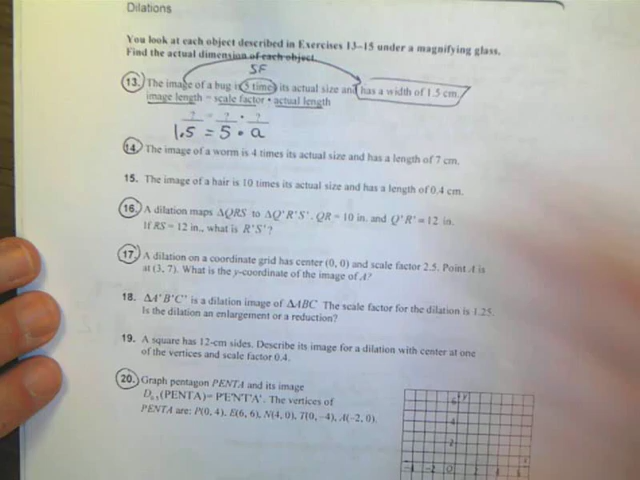 Dilations
You look at each object described in Exercises 13–15 under a magnifying glass.
Find the actual dimension of each object.
SF
13. The image of a bug is 5 times its actual size and has a width of 1.5 cm.
image length = scale factor • actual length
? = ? • ?
1.5 = 5 • a
14. The image of a worm is 4 times its actual size and has a length of 7 cm.
15. The image of a hair is 10 times its actual size and has a length of 0.4 cm.
16. A dilation maps △QRS to △Q'R'S'. QR = 10 in. and Q'R' = 12 in.
If RS = 12 in., what is R'S'?
17. A dilation on a coordinate grid has center (0, 0) and scale factor 2.5. Point A is
at (3, 7). What is the y-coordinate of the image of A?
18. △A'B'C' is a dilation image of △ABC. The scale factor for the dilation is 1.25.
Is the dilation an enlargement or a reduction?
19. A square has 12-cm sides. Describe its image for a dilation with center at one
of the vertices and scale factor 0.4.
20. Graph pentagon PENTA and its image
(PENTA) = P'E'N'T'A'. The vertices of
PENTA are: P(0, 4), E(6, 6), N(4, 0), T(0, −4), A(−2, 0).
y